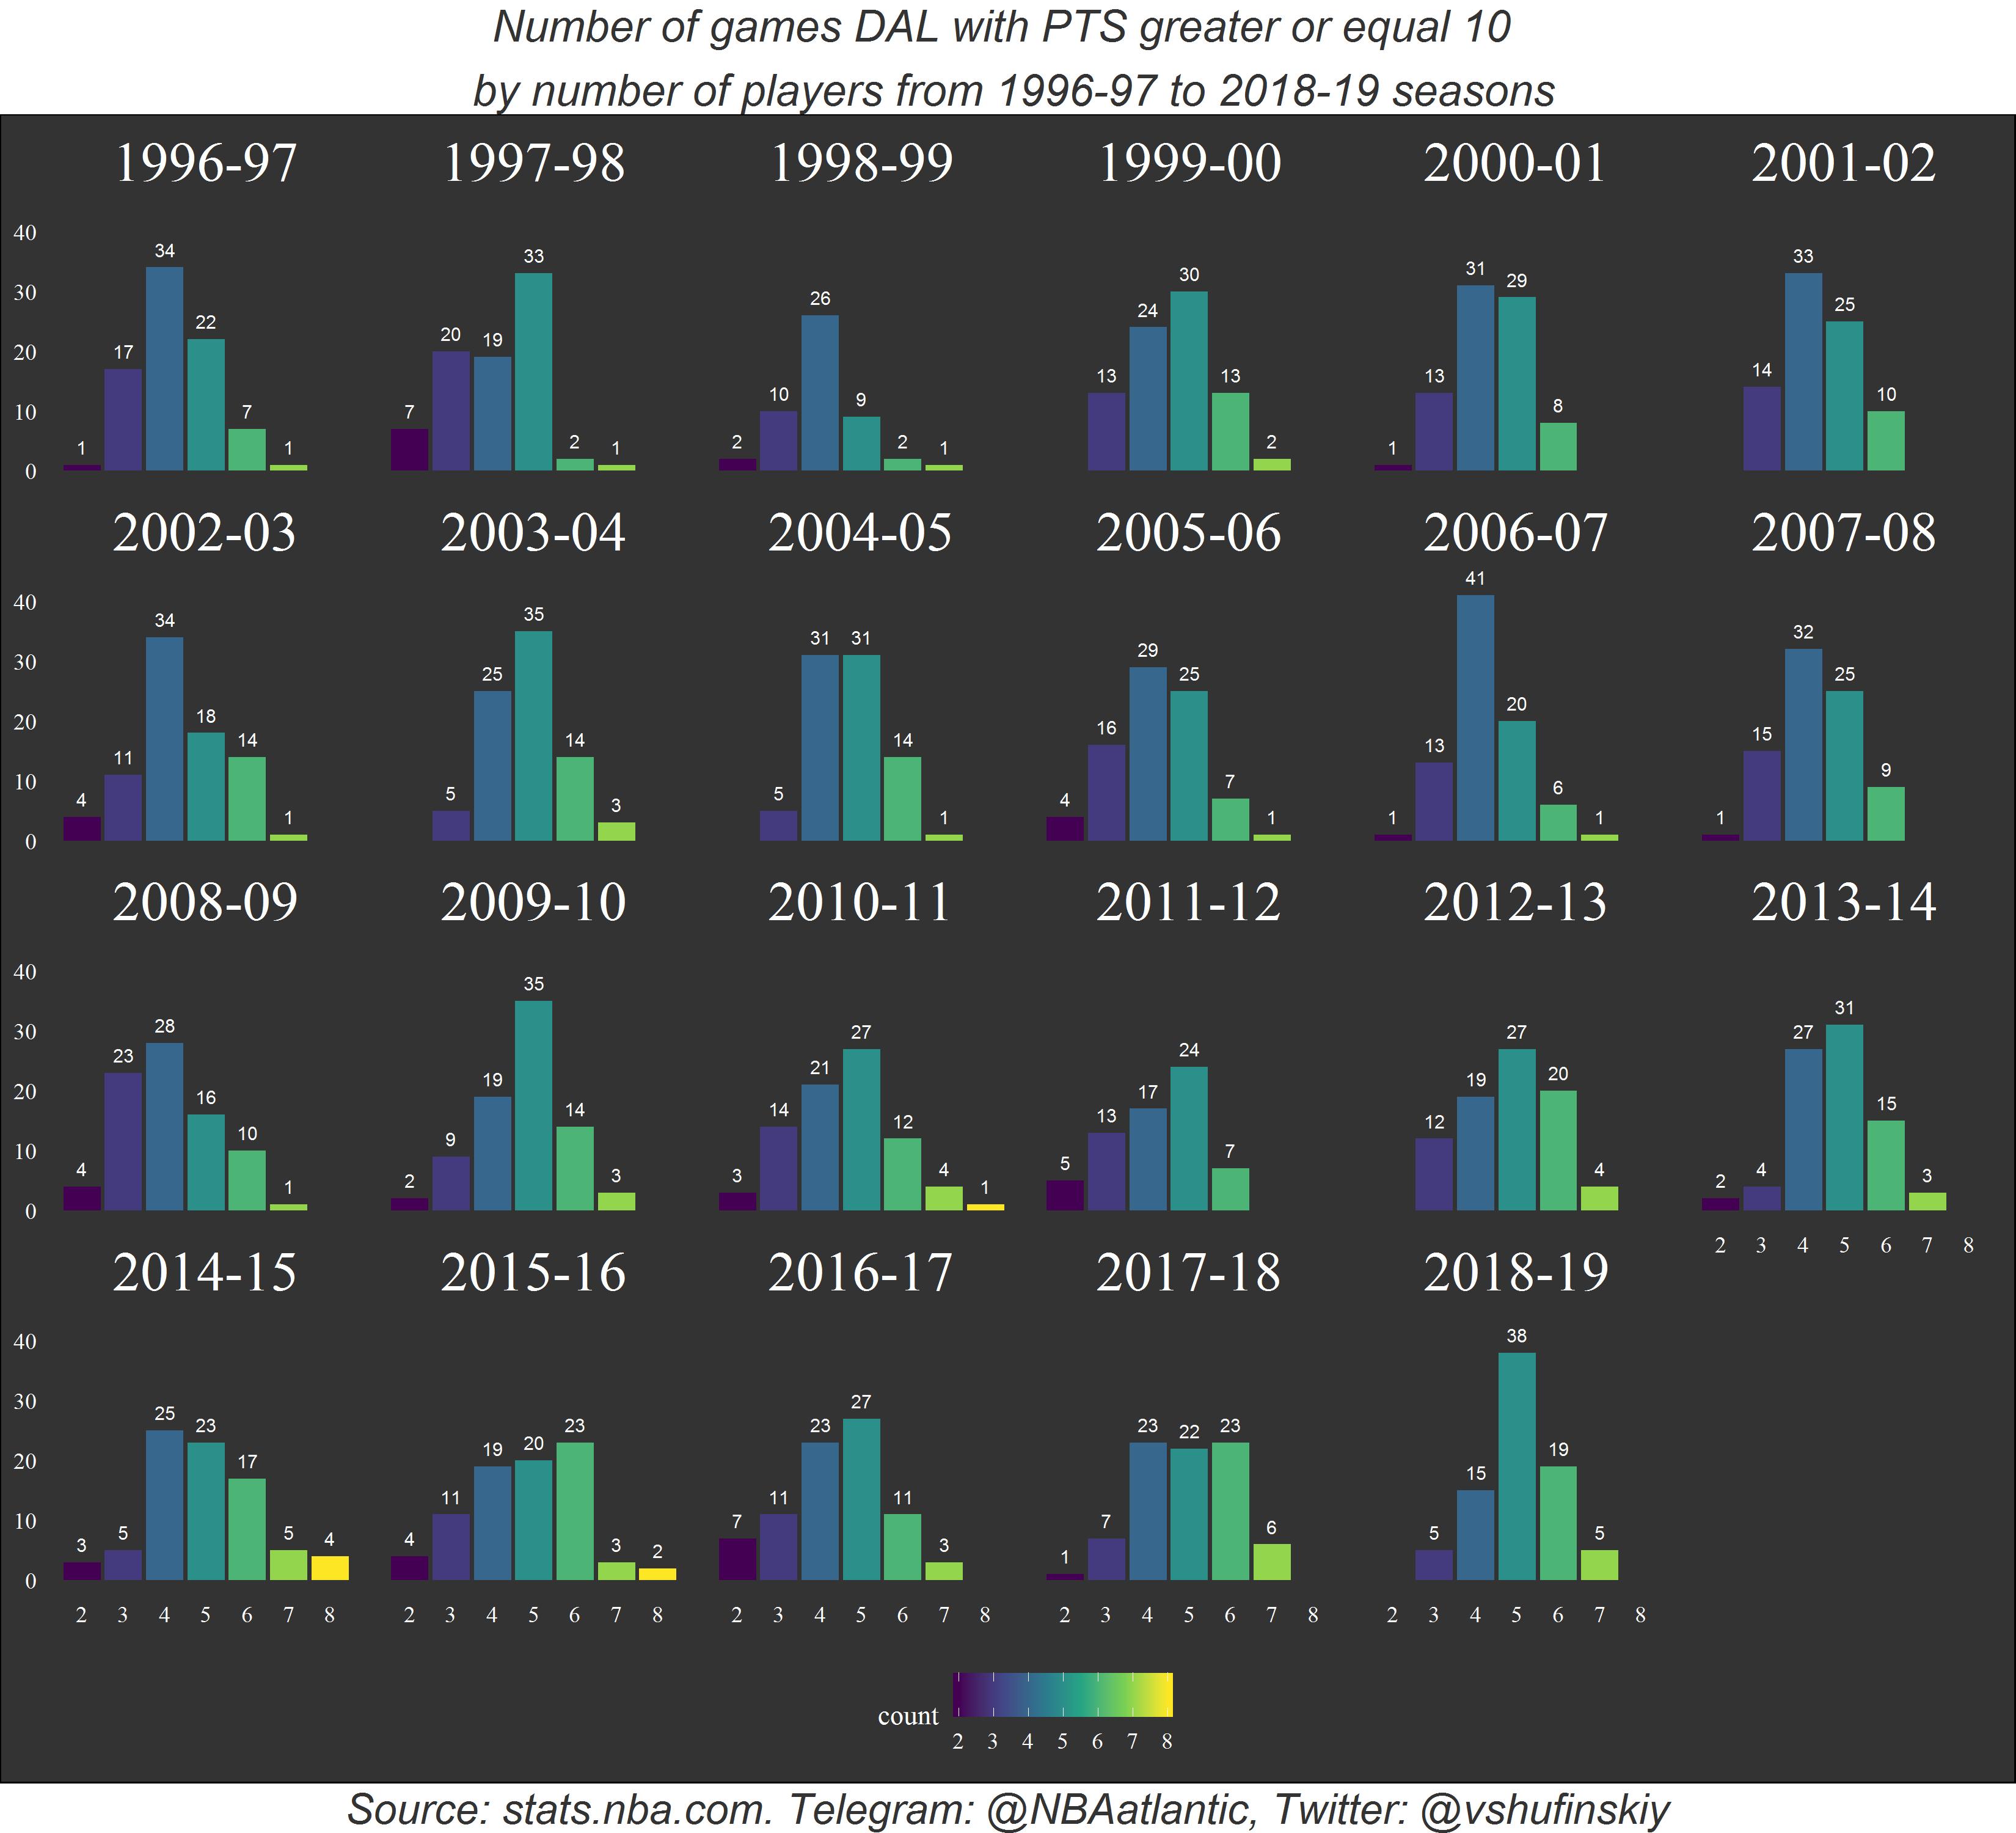 Number of games DAL with PTS greater or equal 10
by number of players from 1996-97 to 2018-19 seasons
1996-97 1997-98 1998-99 1999-00 2000-01 2001-02
40
30
20
10
0
1 17 34 22 7 1
7 20 19 33 2 1
2 10 26 9 2 1
13 24 30 13 2
1 13 31 29 8
14 33 25 10
2002-03 2003-04 2004-05 2005-06 2006-07 2007-08
40
30
20
10
0
4 11 34 18 14 1
5 25 35 14 3
5 31 31 14 1
4 16 29 25 7 1
1 13 41 20 6 1
1 15 32 25 9
2008-09 2009-10 2010-11 2011-12 2012-13 2013-14
40
30
20
10
0
4 23 28 16 10 1
2 9 19 35 14 3
3 14 21 27 12 4 1
5 13 17 24 7
12 19 27 20 4
2 4 27 31 15 3
2 3 4 5 6 7 8
2014-15 2015-16 2016-17 2017-18 2018-19
40
30
20
10
0
3 5 25 23 17 5 4
4 11 19 20 23 3 2
7 11 23 27 11 3
1 7 23 22 23 6
5 15 38 19 5
2 3 4 5 6 7 8
2 3 4 5 6 7 8
2 3 4 5 6 7 8
2 3 4 5 6 7 8
2 3 4 5 6 7 8
count
2 3 4 5 6 7 8
Source: stats.nba.com. Telegram: @NBAatlantic, Twitter: @vshufinskiy